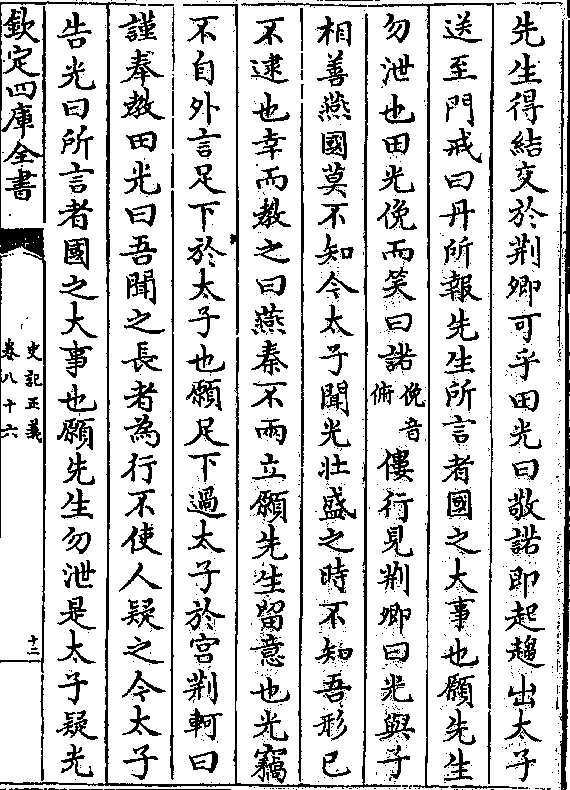 先生得結交於荆卿可乎田光曰敬諾即起趨出太子
送至門戒曰丹所報先生所言者國之大事也願先生
勿泄也田光俛而笑曰諾俛音俯僂行見荆卿曰光與子
相善燕國莫不知今太子聞光壯盛之時不知吾形已
不逮也幸而教之曰燕秦不兩立願先生留意也光竊
不自外言足下於太子也願足下過太子於宮荆軻曰
謹奉教田光曰吾聞之長者為行不使人疑之今太子
告光曰所言者國之大事也願先生勿泄是太子疑光
欽定四庫全書
史記正義
卷八十六
十二